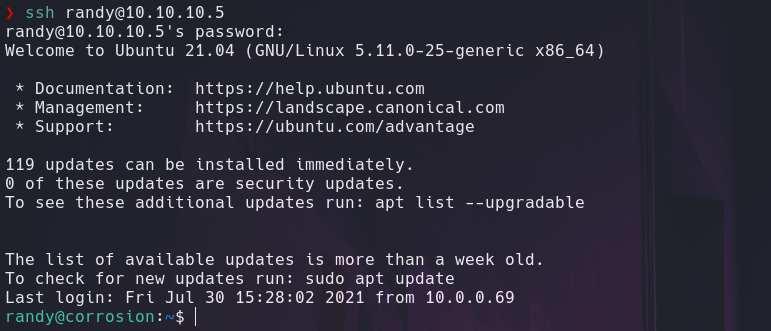 ❯ ssh randy@10.10.10.5
randy@10.10.10.5's password:
Welcome to Ubuntu 21.04 (GNU/Linux 5.11.0-25-generic x86_64)
* Documentation:  https://help.ubuntu.com
* Management:     https://landscape.canonical.com
* Support:        https://ubuntu.com/advantage
119 updates can be installed immediately.
0 of these updates are security updates.
To see these additional updates run: apt list --upgradable
The list of available updates is more than a week old.
To check for new updates run: sudo apt update
Last login: Fri Jul 30 15:28:02 2021 from 10.0.0.69
randy@corrosion:~$